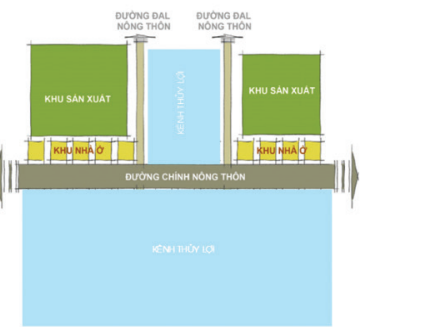 ĐƯỜNG ĐAL
NÔNG THÔN
ĐƯỜNG ĐAL
NÔNG THÔN
KHU SẢN XUẤT
KÊNH THỦY LỢI
KHU SẢN XUẤT
KHU NHÀ Ở
KHU NHÀ Ở
ĐƯỜNG CHÍNH NÔNG THÔN
KÊNH THỦY LỢI